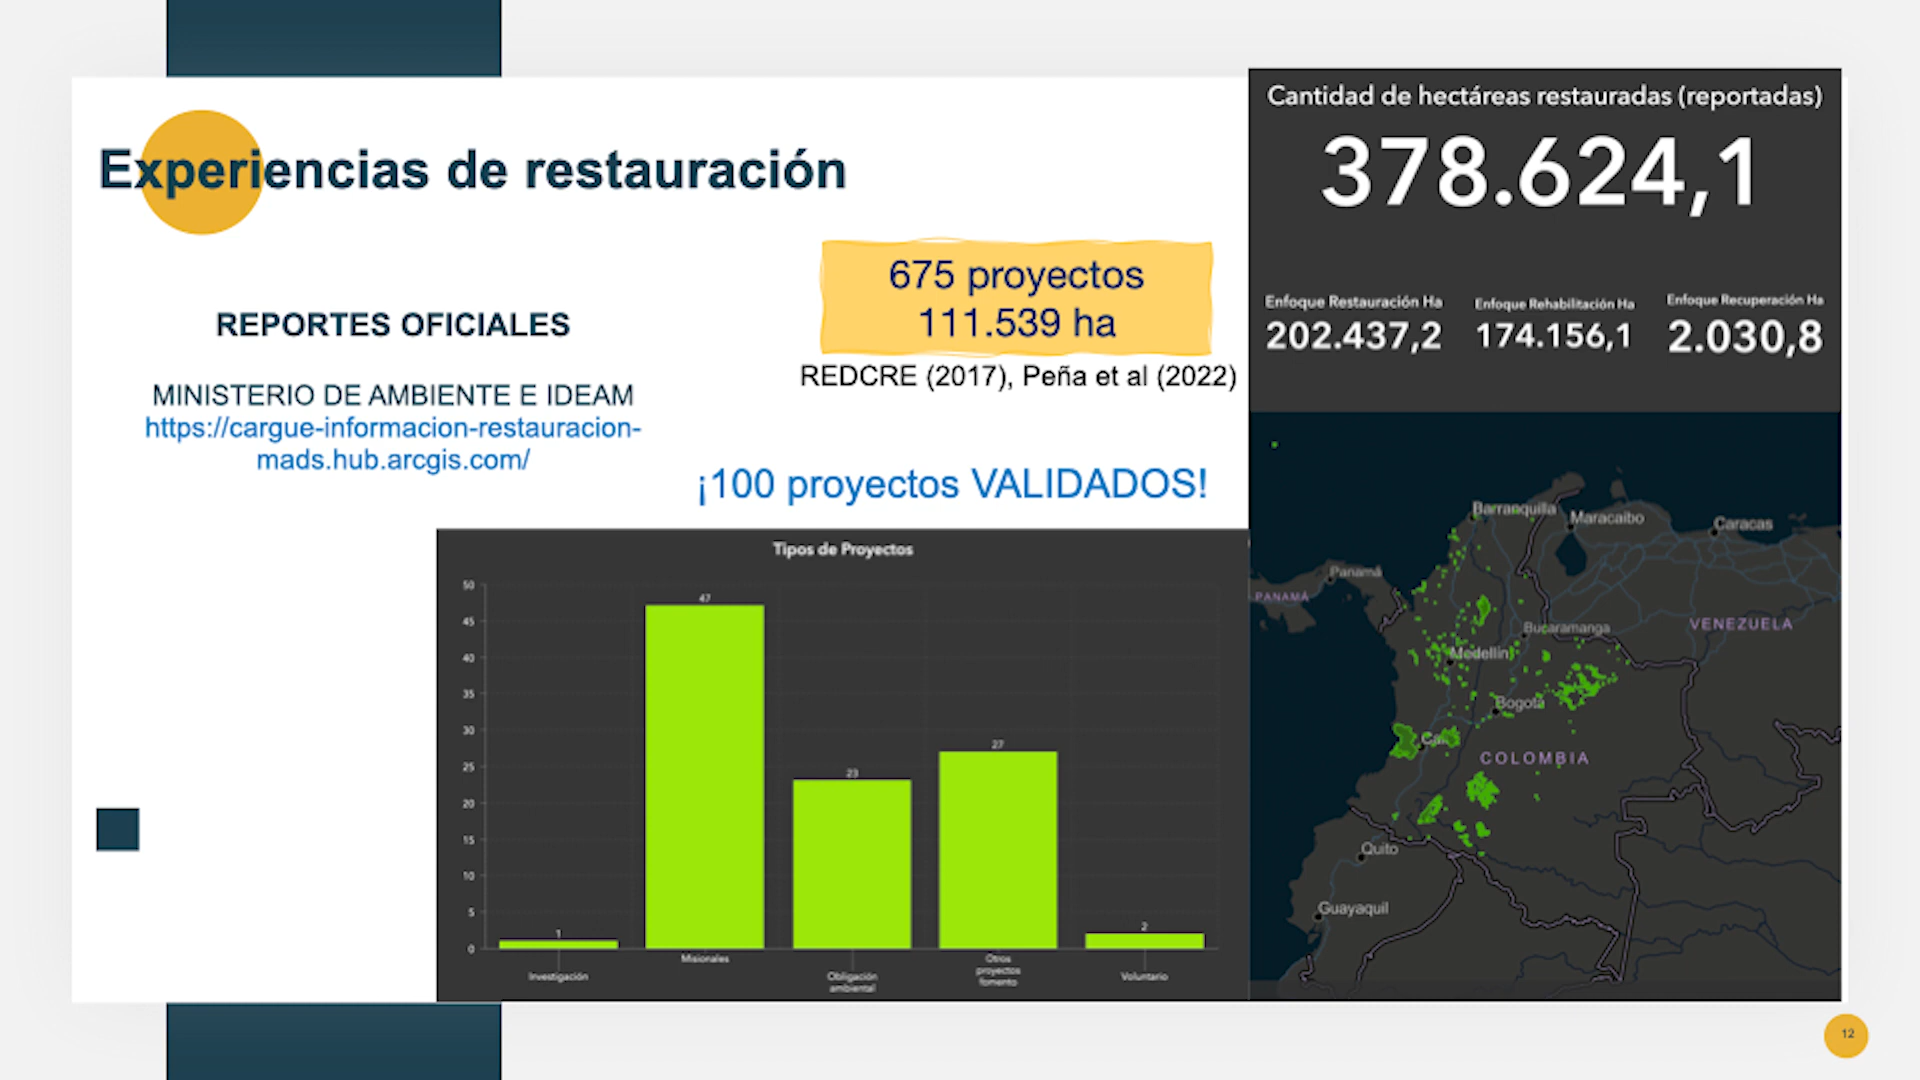 Experiencias de restauración
REPORTES OFICIALES
MINISTERIO DE AMBIENTE E IDEAM
https://cargue-informacion-restauracion-
mads.hub.arcgis.com/
675 proyectos
111.539 ha
REDCRE (2017), Peña et al (2022)
¡100 proyectos VALIDADOS!
Tipos de Proyectos
50
45
40
35
30
25
20
15
10
5
0
1
47
23
27
2
Investigación
Misionales
Obligación
ambiental
Otros
proyectos
fomento
Voluntario
Cantidad de hectáreas restauradas (reportadas)
378.624,1
Enfoque Restauración Ha
202.437,2
Enfoque Rehabilitación Ha
174.156,1
Enfoque Recuperación Ha
2.030,8
Barranquilla
Maracaibo
Caracas
Panamá
PANAMÁ
Bucaramanga
VENEZUELA
Medellín
Bogotá
Cali
COLOMBIA
Quito
Guayaquil
12